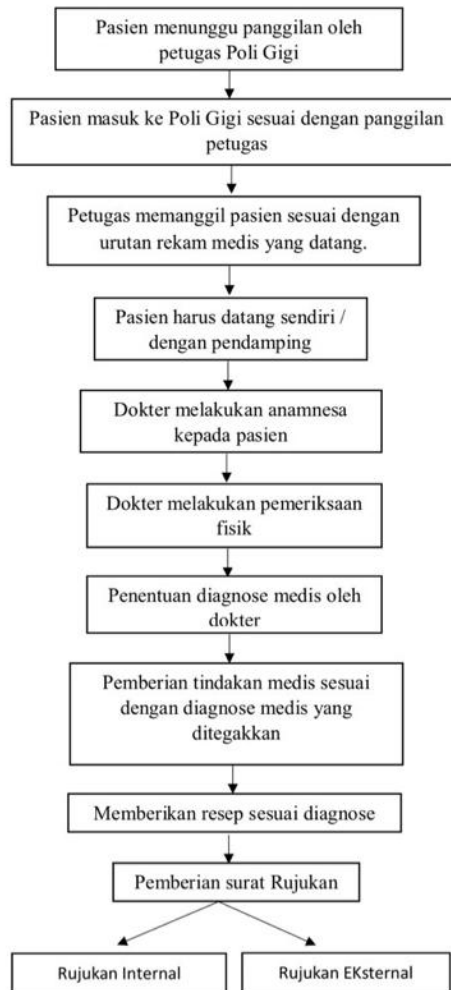 Pasien menunggu panggilan oleh
petugas Poli Gigi
Pasien masuk ke Poli Gigi sesuai dengan panggilan
petugas
Petugas memanggil pasien sesuai dengan
urutan rekam medis yang datang.
Pasien harus datang sendiri /
dengan pendamping
Dokter melakukan anamnesa
kepada pasien
Dokter melakukan pemeriksaan
fisik
Penentuan diagnose medis oleh
dokter
Pemberian tindakan medis sesuai
dengan diagnose medis yang
ditegakkan
Memberikan resep sesuai diagnose
Pemberian surat Rujukan
Rujukan Internal
Rujukan EKsternal